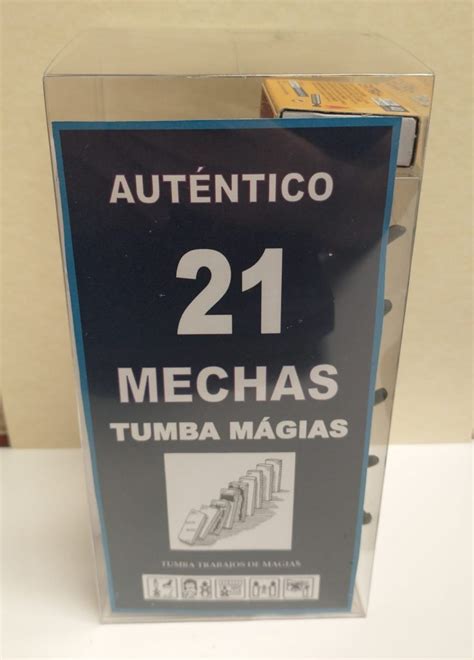 AUTÉNTICO
21
MECHAS
TUMBA MÁGIAS
TUMBA TRABAJOS DE MAGIAS